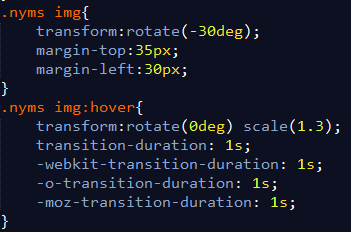 .nyms img{
transform:rotate(-30deg);
margin-top:35px;
margin-left:30px;
}
.nyms img:hover{
transform:rotate(0deg) scale(1.3);
transition-duration: 1s;
-webkit-transition-duration: 1s;
-o-transition-duration: 1s;
-moz-transition-duration: 1s;
}